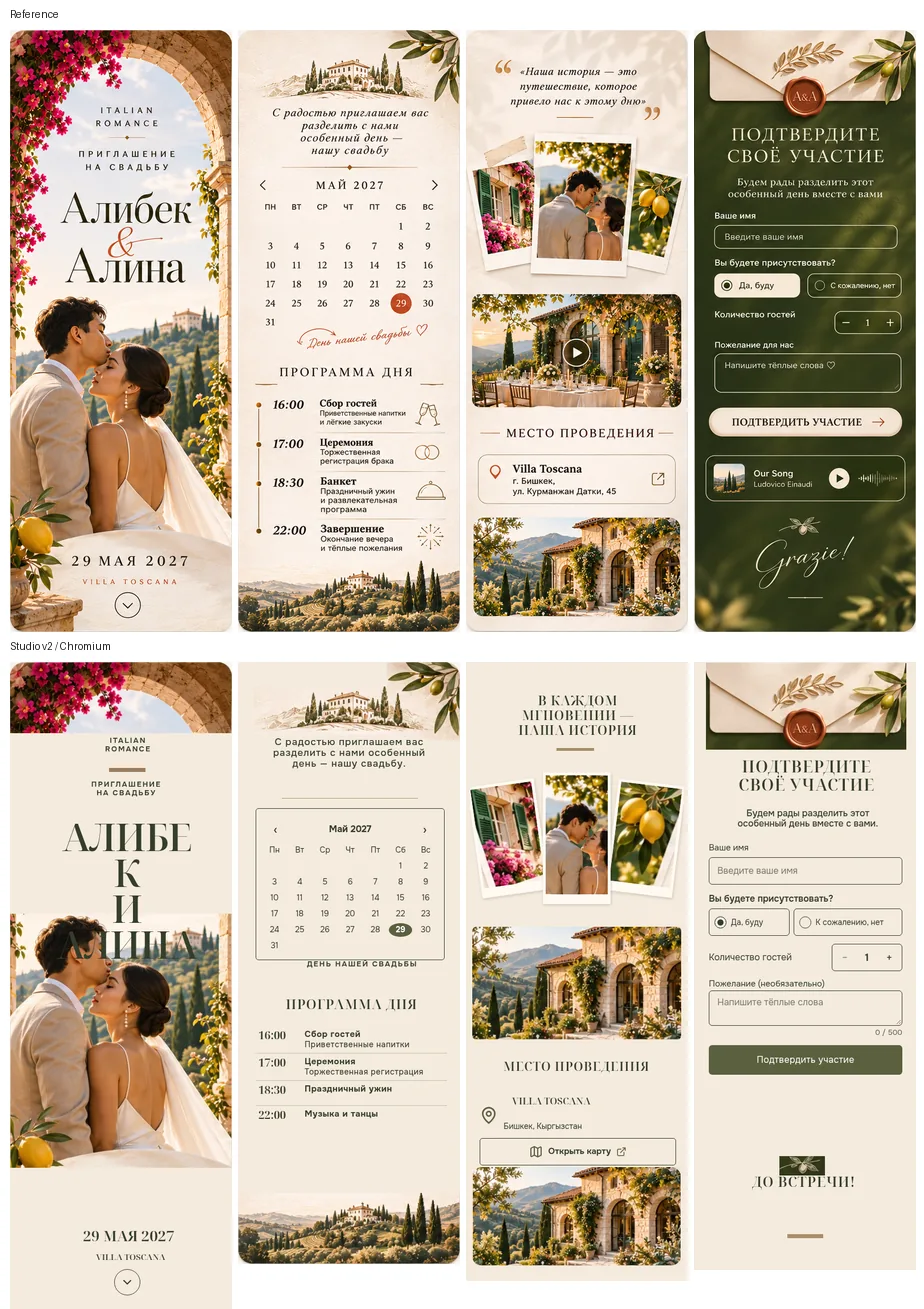 Reference
ITALIAN
ROMANCE
ПРИГЛАШЕНИЕ
НА СВАДЬБУ
Алибек
&
Алина
29 МАЯ 2027
VILLA TOSCANA
С радостью приглашаем вас
разделить с нами
особенный день —
нашу свадьбу
МАЙ 2027
ПН ВТ СР ЧТ ПТ СБ ВС
1 2
3 4 5 6 7 8 9
10 11 12 13 14 15 16
17 18 19 20 21 22 23
24 25 26 27 28 29 30
31
День нашей свадьбы
ПРОГРАММА ДНЯ
16:00 Сбор гостей
Приветственные напитки
и лёгкие закуски
17:00 Церемония
Торжественная
регистрация брака
18:30 Банкет
Праздничный ужин
и развлекательная
программа
22:00 Завершение
Окончание вечера
и тёплые пожелания
«Наша история — это
путешествие, которое
привело нас к этому дню»
МЕСТО ПРОВЕДЕНИЯ
Villa Toscana
г. Бишкек,
ул. Курманжан Датки, 45
A&A
ПОДТВЕРДИТЕ
СВОЁ УЧАСТИЕ
Будем рады разделить этот
особенный день вместе с вами
Ваше имя
Введите ваше имя
Вы будете присутствовать?
Да, буду
С сожалению, нет
Количество гостей
− 1 +
Пожелание для нас
Напишите тёплые слова ♡
ПОДТВЕРДИТЬ УЧАСТИЕ →
Our Song
Ludovico Einaudi
Grazie!
Studio v2 / Chromium
ITALIAN
ROMANCE
ПРИГЛАШЕНИЕ
НА СВАДЬБУ
АЛИБЕ
К
И
АЛИНА
29 МАЯ 2027
VILLA TOSCANA
С радостью приглашаем вас
разделить с нами особенный
день — нашу свадьбу.
‹ Май 2027 ›
Пн Вт Ср Чт Пт Сб Вс
1 2
3 4 5 6 7 8 9
10 11 12 13 14 15 16
17 18 19 20 21 22 23
24 25 26 27 28 29 30
31
ДЕНЬ НАШЕЙ СВАДЬБЫ
ПРОГРАММА ДНЯ
16:00 Сбор гостей
Приветственные напитки
17:00 Церемония
Торжественная регистрация
18:30 Праздничный ужин
22:00 Музыка и танцы
В КАЖДОМ
МГНОВЕНИИ —
НАША ИСТОРИЯ
МЕСТО ПРОВЕДЕНИЯ
VILLA TOSCANA
Бишкек, Кыргызстан
Открыть карту
A&A
ПОДТВЕРДИТЕ
СВОЁ УЧАСТИЕ
Будем рады разделить этот
особенный день вместе с вами.
Ваше имя
Введите ваше имя
Вы будете присутствовать?
Да, буду
К сожалению, нет
Количество гостей
− 1 +
Пожелание (необязательно)
Напишите тёплые слова
0 / 500
Подтвердить участие
ДО ВСТРЕЧИ!